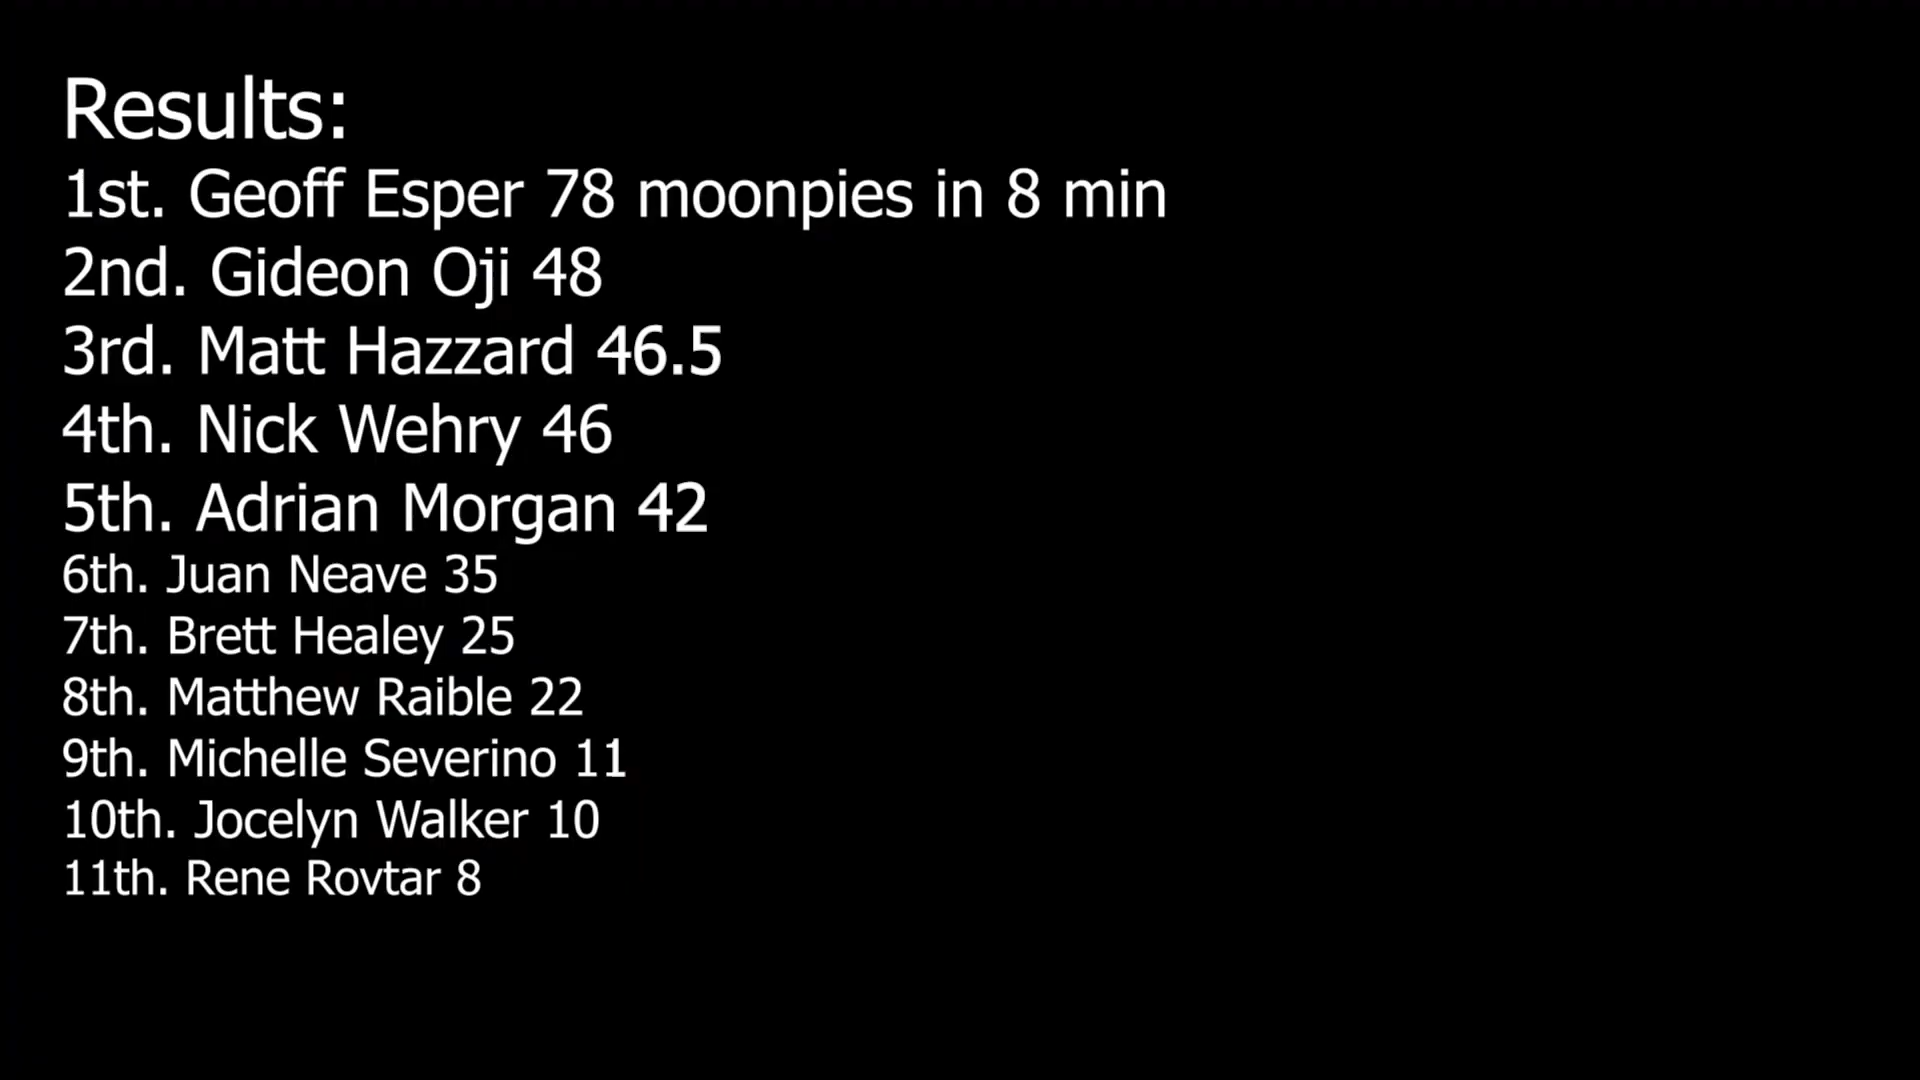 Results:
1st. Geoff Esper 78 moonpies in 8 min
2nd. Gideon Oji 48
3rd. Matt Hazzard 46.5
4th. Nick Wehry 46
5th. Adrian Morgan 42
6th. Juan Neave 35
7th. Brett Healey 25
8th. Matthew Raible 22
9th. Michelle Severino 11
10th. Jocelyn Walker 10
11th. Rene Rovtar 8